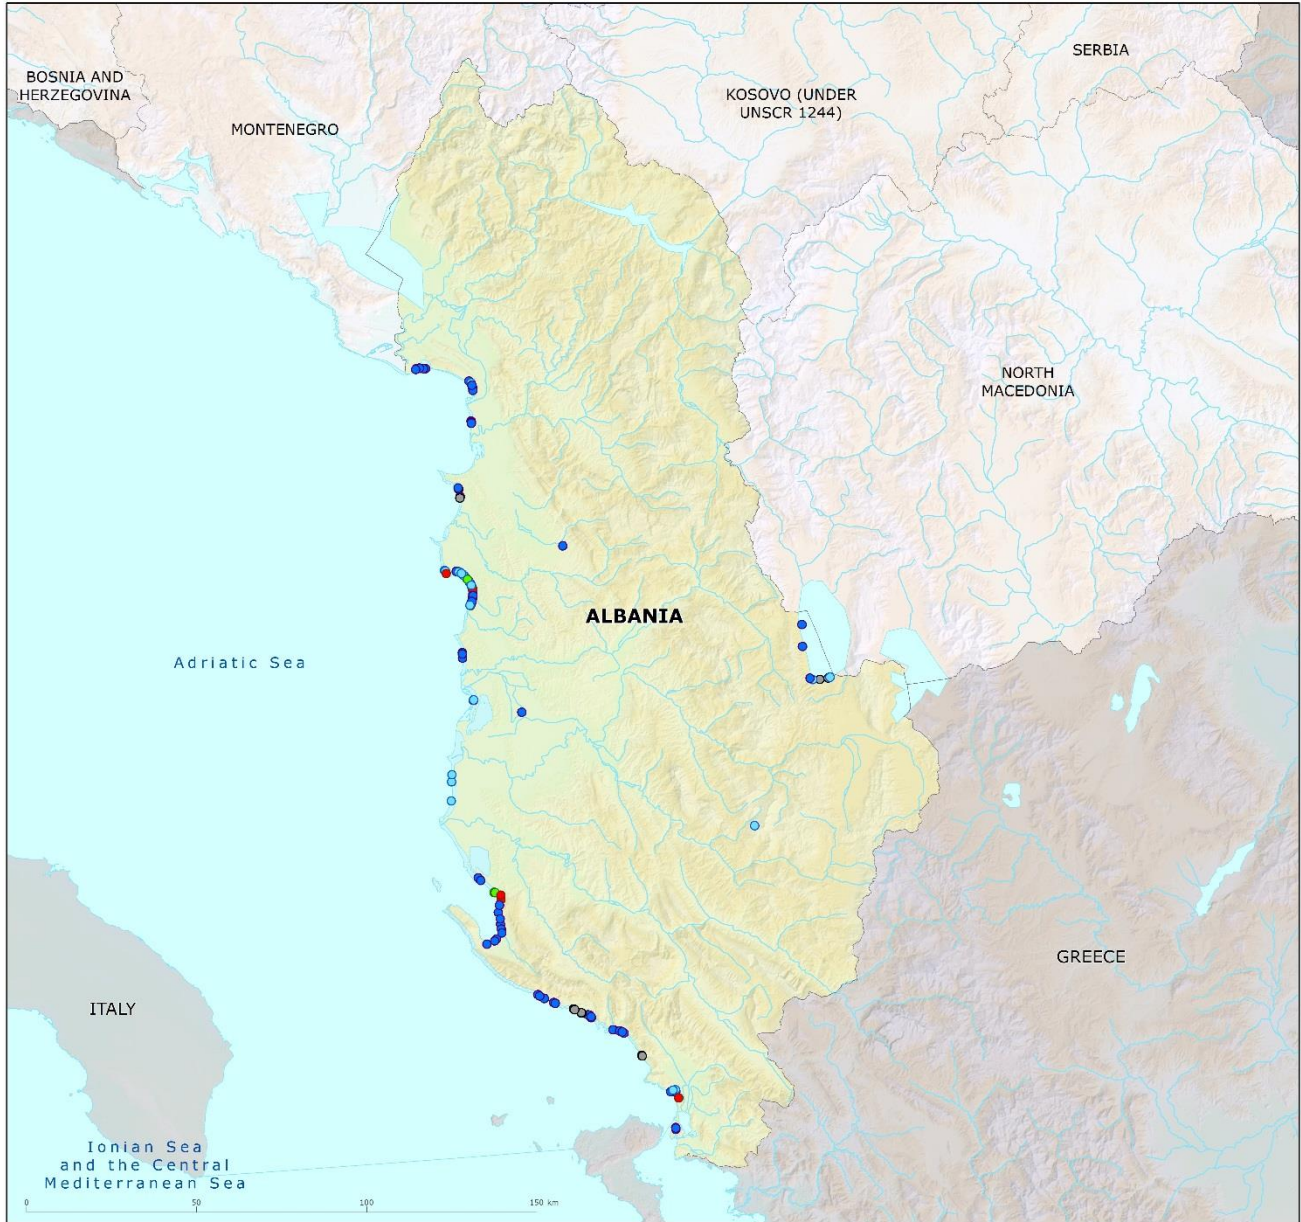 SERBIA
BOSNIA AND
HERZEGOVINA
KOSOVO (UNDER
UNSCR 1244)
MONTENEGRO
NORTH
MACEDONIA
ALBANIA
Adriatic Sea
GREECE
ITALY
Ionian Sea
and the Central
Mediterranean Sea
0 50 100 150 km